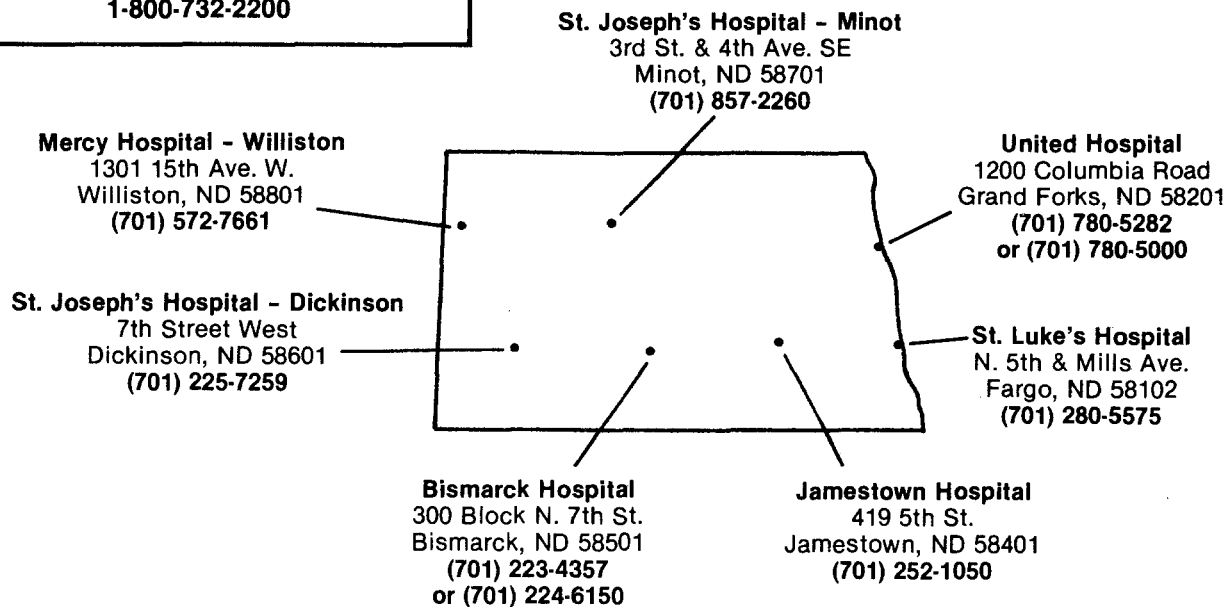 1-800-732-2200
St. Joseph's Hospital – Minot
3rd St. & 4th Ave. SE
Minot, ND 58701
(701) 857-2260
Mercy Hospital – Williston
1301 15th Ave. W.
Williston, ND 58801
(701) 572-7661
United Hospital
1200 Columbia Road
Grand Forks, ND 58201
(701) 780-5282
or (701) 780-5000
St. Joseph's Hospital – Dickinson
7th Street West
Dickinson, ND 58601
(701) 225-7259
St. Luke's Hospital
N. 5th & Mills Ave.
Fargo, ND 58102
(701) 280-5575
Bismarck Hospital
300 Block N. 7th St.
Bismarck, ND 58501
(701) 223-4357
or (701) 224-6150
Jamestown Hospital
419 5th St.
Jamestown, ND 58401
(701) 252-1050